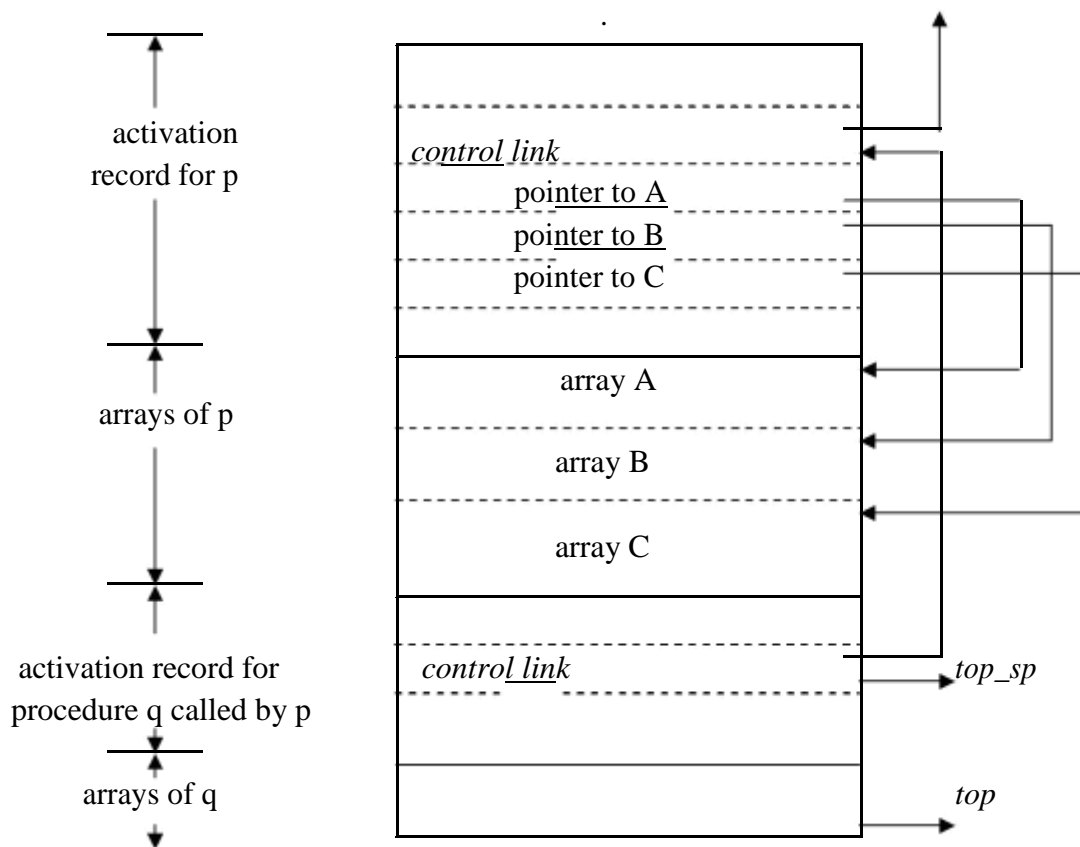 .
activation
record for p
control link
pointer to A
pointer to B
pointer to C
array A
arrays of p
array B
array C
activation record for
procedure q called by p
control link
top_sp
arrays of q
top